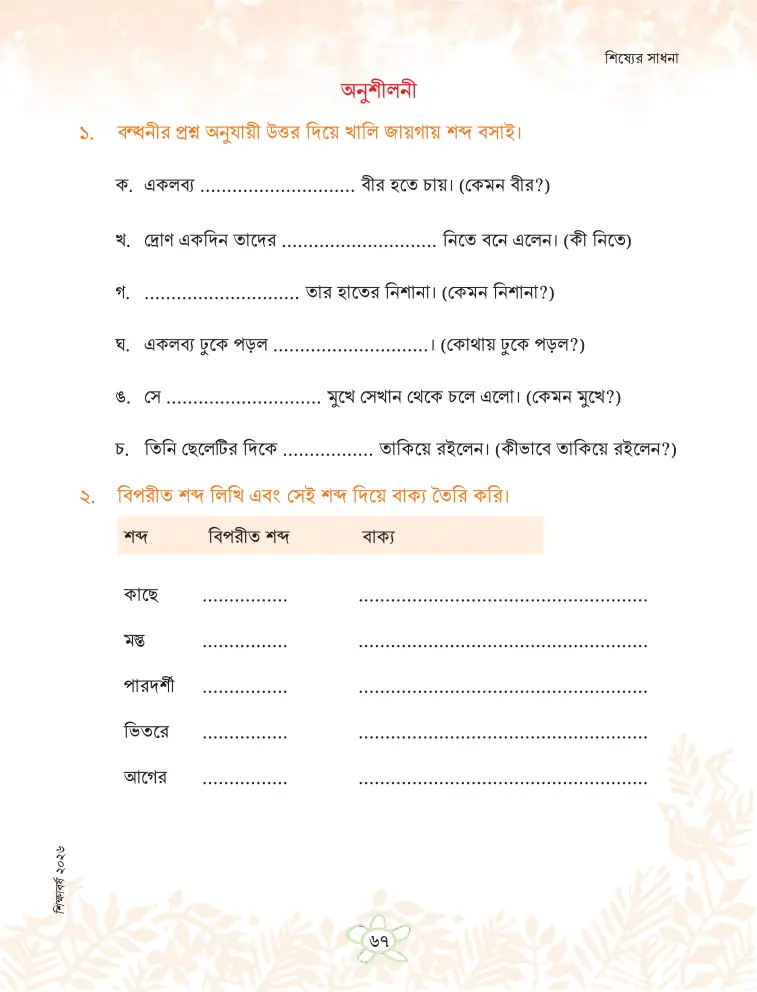 শিষ্যের সাধনা
অনুশীলনী
১. বন্ধনীর প্রশ্ন অনুযায়ী উত্তর দিয়ে খালি জায়গায় শব্দ বসাই।
ক. একলব্য ............................. বীর হতে চায়। (কেমন বীর?)
খ. দ্রোণ একদিন তাদের ............................. নিতে বনে এলেন। (কী নিতে)
গ. ............................. তার হাতের নিশানা। (কেমন নিশানা?)
ঘ. একলব্য ঢুকে পড়ল .............................। (কোথায় ঢুকে পড়ল?)
ঙ. সে ............................. মুখে সেখান থেকে চলে এলো। (কেমন মুখে?)
চ. তিনি ছেলেটির দিকে ................. তাকিয়ে রইলেন। (কীভাবে তাকিয়ে রইলেন?)
২. বিপরীত শব্দ লিখি এবং সেই শব্দ দিয়ে বাক্য তৈরি করি।
শব্দ বিপরীত শব্দ বাক্য
কাছে ................ ......................................................
মস্ত ................ ......................................................
পারদর্শী ................ ......................................................
ভিতরে ................ ......................................................
আগের ................ ......................................................
শিক্ষাবর্ষ ২০২৬
৬৭